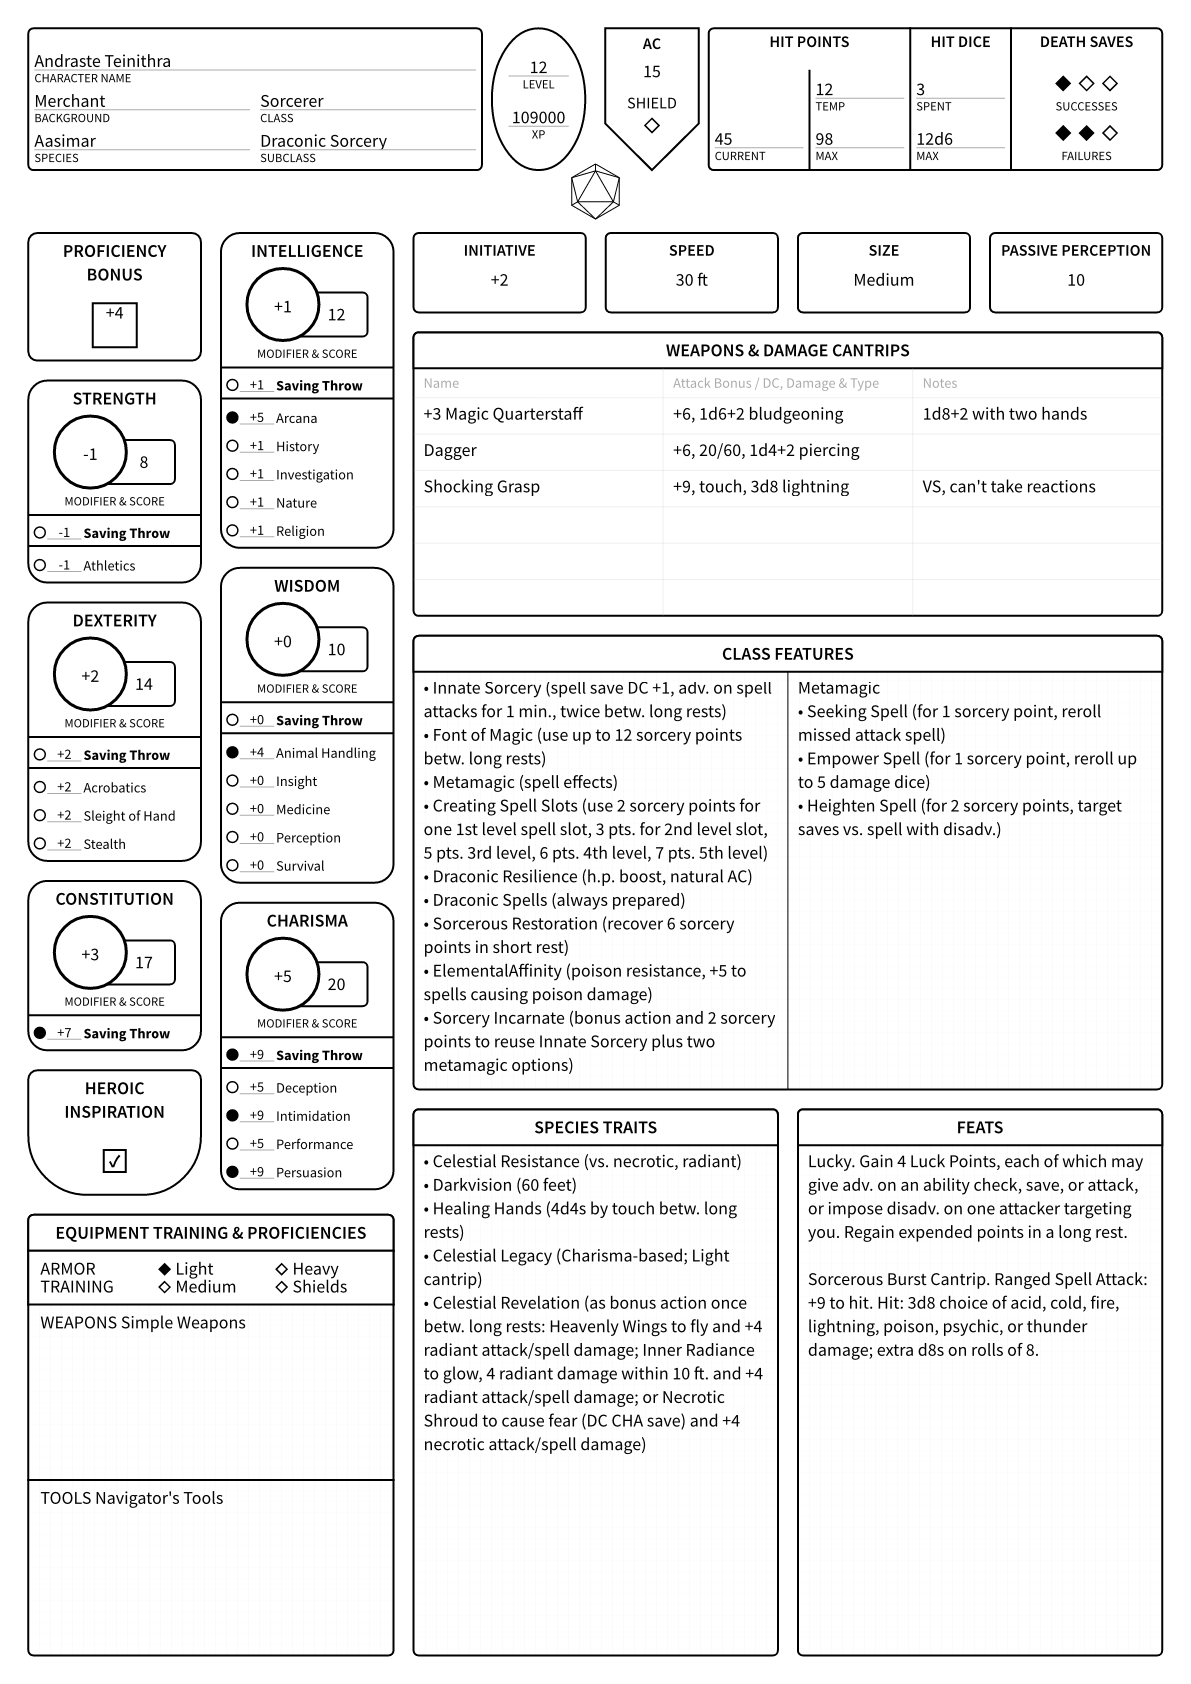 Andraste Teinithra
CHARACTER NAME
Merchant
BACKGROUND
Sorcerer
CLASS
Aasimar
SPECIES
Draconic Sorcery
SUBCLASS
12
LEVEL
109000
XP
AC
15
SHIELD
HIT POINTS
45
CURRENT
12
TEMP
98
MAX
HIT DICE
3
SPENT
12d6
MAX
DEATH SAVES
SUCCESSES
FAILURES
PROFICIENCY
BONUS
+4
STRENGTH
-1
8
MODIFIER & SCORE
-1 Saving Throw
-1 Athletics
DEXTERITY
+2
14
MODIFIER & SCORE
+2 Saving Throw
+2 Acrobatics
+2 Sleight of Hand
+2 Stealth
CONSTITUTION
+3
17
MODIFIER & SCORE
+7 Saving Throw
HEROIC
INSPIRATION
✓
INTELLIGENCE
+1
12
MODIFIER & SCORE
+1 Saving Throw
+5 Arcana
+1 History
+1 Investigation
+1 Nature
+1 Religion
WISDOM
+0
10
MODIFIER & SCORE
+0 Saving Throw
+4 Animal Handling
+0 Insight
+0 Medicine
+0 Perception
+0 Survival
CHARISMA
+5
20
MODIFIER & SCORE
+9 Saving Throw
+5 Deception
+9 Intimidation
+5 Performance
+9 Persuasion
EQUIPMENT TRAINING & PROFICIENCIES
ARMOR
TRAINING
Light
Heavy
Medium
Shields
WEAPONS Simple Weapons
TOOLS Navigator's Tools
INITIATIVE
+2
SPEED
30 ft
SIZE
Medium
PASSIVE PERCEPTION
10
WEAPONS & DAMAGE CANTRIPS
Name Attack Bonus / DC, Damage & Type Notes
+3 Magic Quarterstaff +6, 1d6+2 bludgeoning 1d8+2 with two hands
Dagger +6, 20/60, 1d4+2 piercing
Shocking Grasp +9, touch, 3d8 lightning VS, can't take reactions
CLASS FEATURES
• Innate Sorcery (spell save DC +1, adv. on spell
attacks for 1 min., twice betw. long rests)
• Font of Magic (use up to 12 sorcery points
betw. long rests)
• Metamagic (spell effects)
• Creating Spell Slots (use 2 sorcery points for
one 1st level spell slot, 3 pts. for 2nd level slot,
5 pts. 3rd level, 6 pts. 4th level, 7 pts. 5th level)
• Draconic Resilience (h.p. boost, natural AC)
• Draconic Spells (always prepared)
• Sorcerous Restoration (recover 6 sorcery
points in short rest)
• ElementalAffinity (poison resistance, +5 to
spells causing poison damage)
• Sorcery Incarnate (bonus action and 2 sorcery
points to reuse Innate Sorcery plus two
metamagic options)
Metamagic
• Seeking Spell (for 1 sorcery point, reroll
missed attack spell)
• Empower Spell (for 1 sorcery point, reroll up
to 5 damage dice)
• Heighten Spell (for 2 sorcery points, target
saves vs. spell with disadv.)
SPECIES TRAITS
• Celestial Resistance (vs. necrotic, radiant)
• Darkvision (60 feet)
• Healing Hands (4d4s by touch betw. long
rests)
• Celestial Legacy (Charisma-based; Light
cantrip)
• Celestial Revelation (as bonus action once
betw. long rests: Heavenly Wings to fly and +4
radiant attack/spell damage; Inner Radiance
to glow, 4 radiant damage within 10 ft. and +4
radiant attack/spell damage; or Necrotic
Shroud to cause fear (DC CHA save) and +4
necrotic attack/spell damage)
FEATS
Lucky. Gain 4 Luck Points, each of which may
give adv. on an ability check, save, or attack,
or impose disadv. on one attacker targeting
you. Regain expended points in a long rest.
Sorcerous Burst Cantrip. Ranged Spell Attack:
+9 to hit. Hit: 3d8 choice of acid, cold, fire,
lightning, poison, psychic, or thunder
damage; extra d8s on rolls of 8.